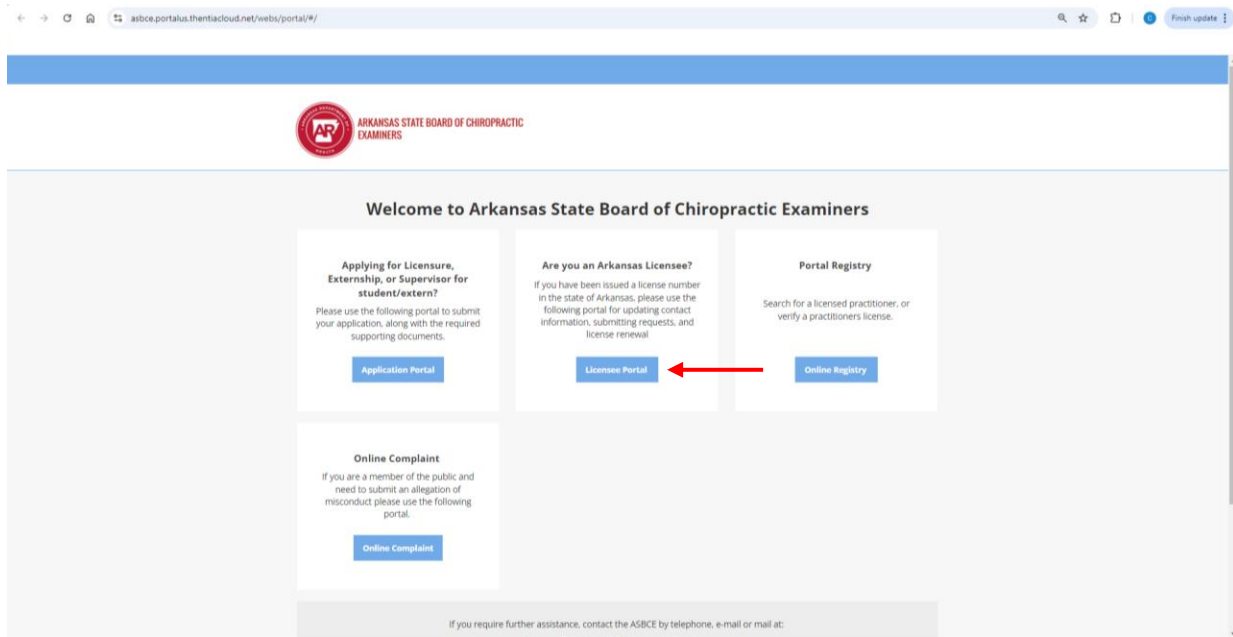 asbce.portalus.thentiacloud.net/webs/portal/#/
Finish update
ARKANSAS STATE BOARD OF CHIROPRACTIC
EXAMINERS
AR
Welcome to Arkansas State Board of Chiropractic Examiners
Applying for Licensure,
Externship, or Supervisor for
student/extern?
Please use the following portal to submit
your application, along with the required
supporting documents.
Application Portal
Are you an Arkansas Licensee?
If you have been issued a license number
in the state of Arkansas, please use the
following portal for updating contact
information, submitting requests, and
license renewal
Licensee Portal
Portal Registry
Search for a licensed practitioner, or
verify a practitioners license.
Online Registry
Online Complaint
If you are a member of the public and
need to submit an allegation of
misconduct please use the following
portal.
Online Complaint
If you require further assistance, contact the ASBCE by telephone, e-mail or mail at: